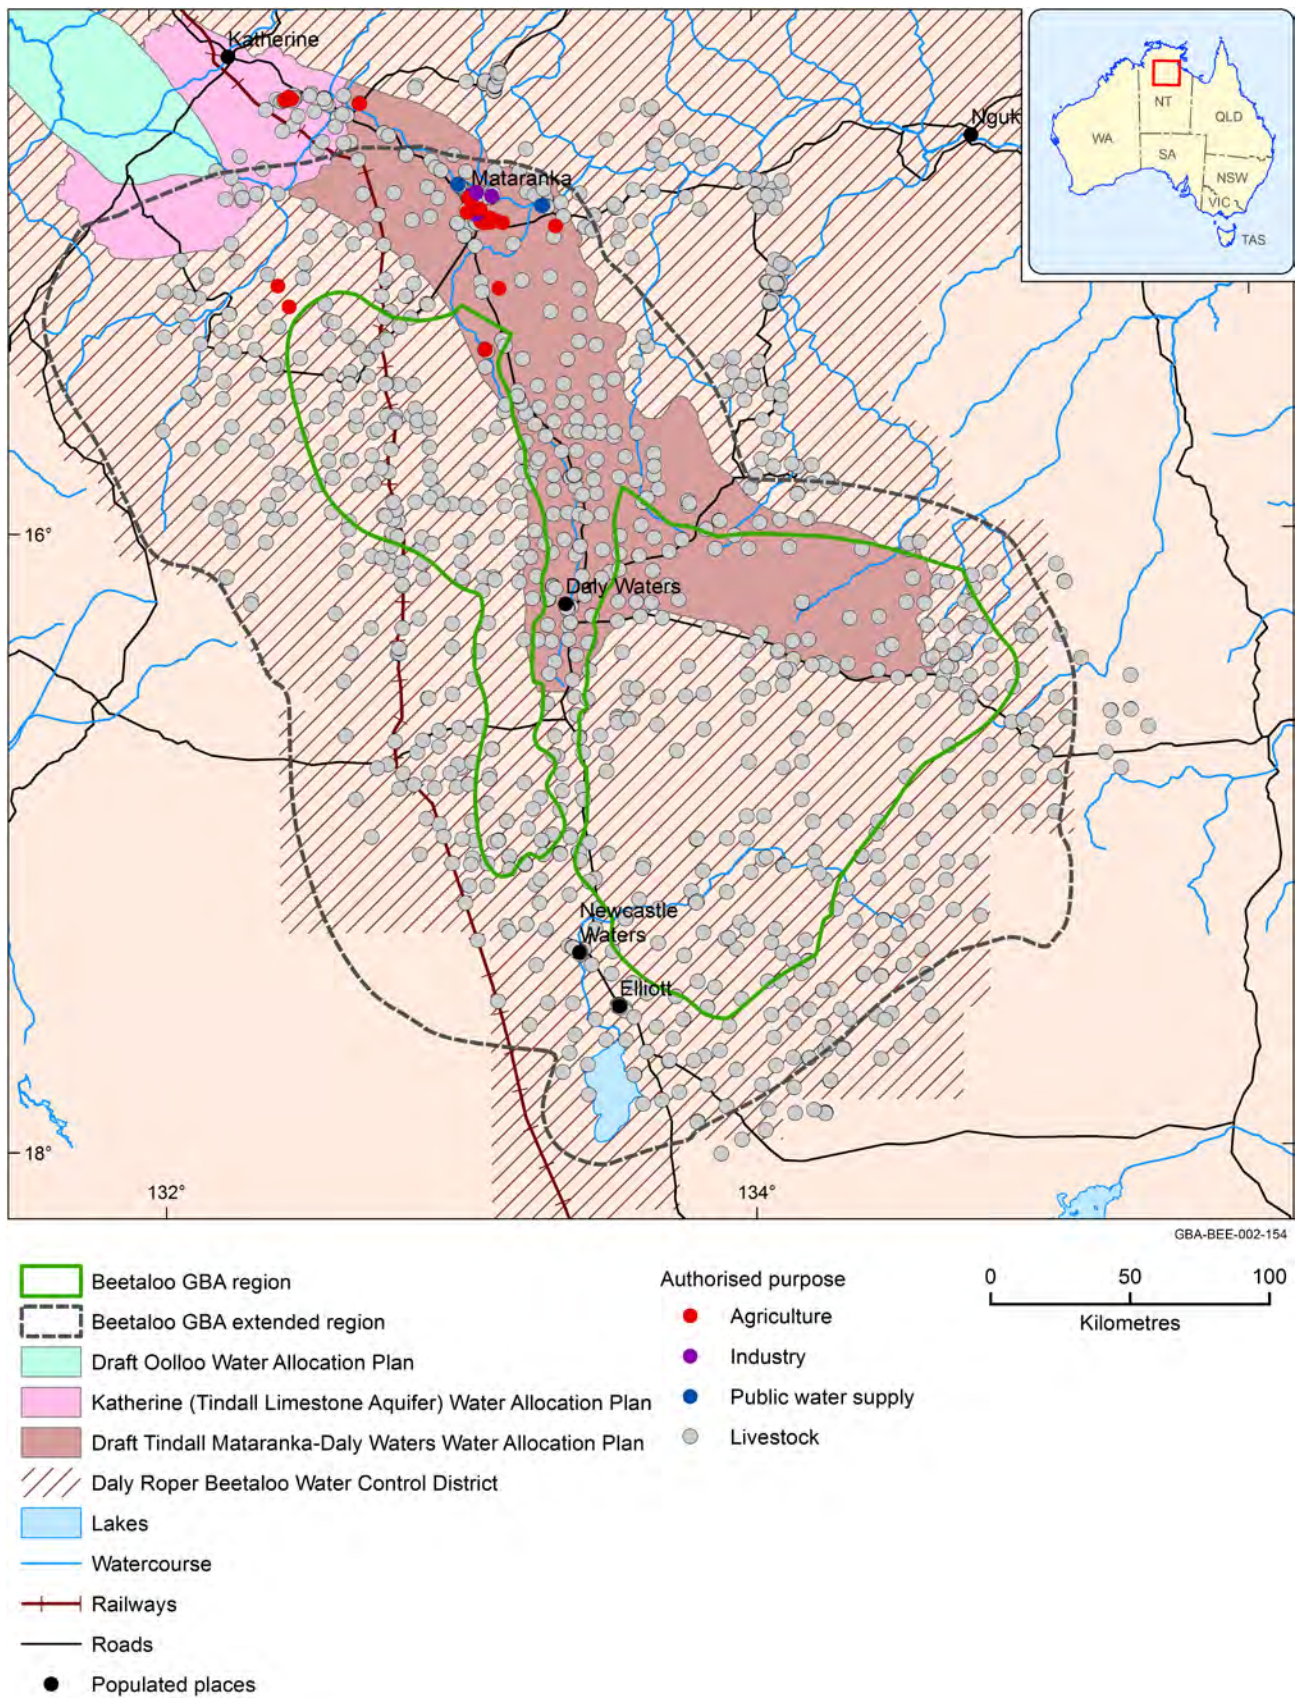 Katherine
Nguk
Mataranka
NT
WA
QLD
SA
NSW
VIC
TAS
16°
Daly Waters
Newcastle
Waters
Elliott
18°
132°
134°
GBA-BEE-002-154
Beetaloo GBA region
Beetaloo GBA extended region
Draft Oolloo Water Allocation Plan
Katherine (Tindall Limestone Aquifer) Water Allocation Plan
Draft Tindall Mataranka-Daly Waters Water Allocation Plan
Daly Roper Beetaloo Water Control District
Lakes
Watercourse
Railways
Roads
Populated places
Authorised purpose
Agriculture
Industry
Public water supply
Livestock
0 50 100
Kilometres